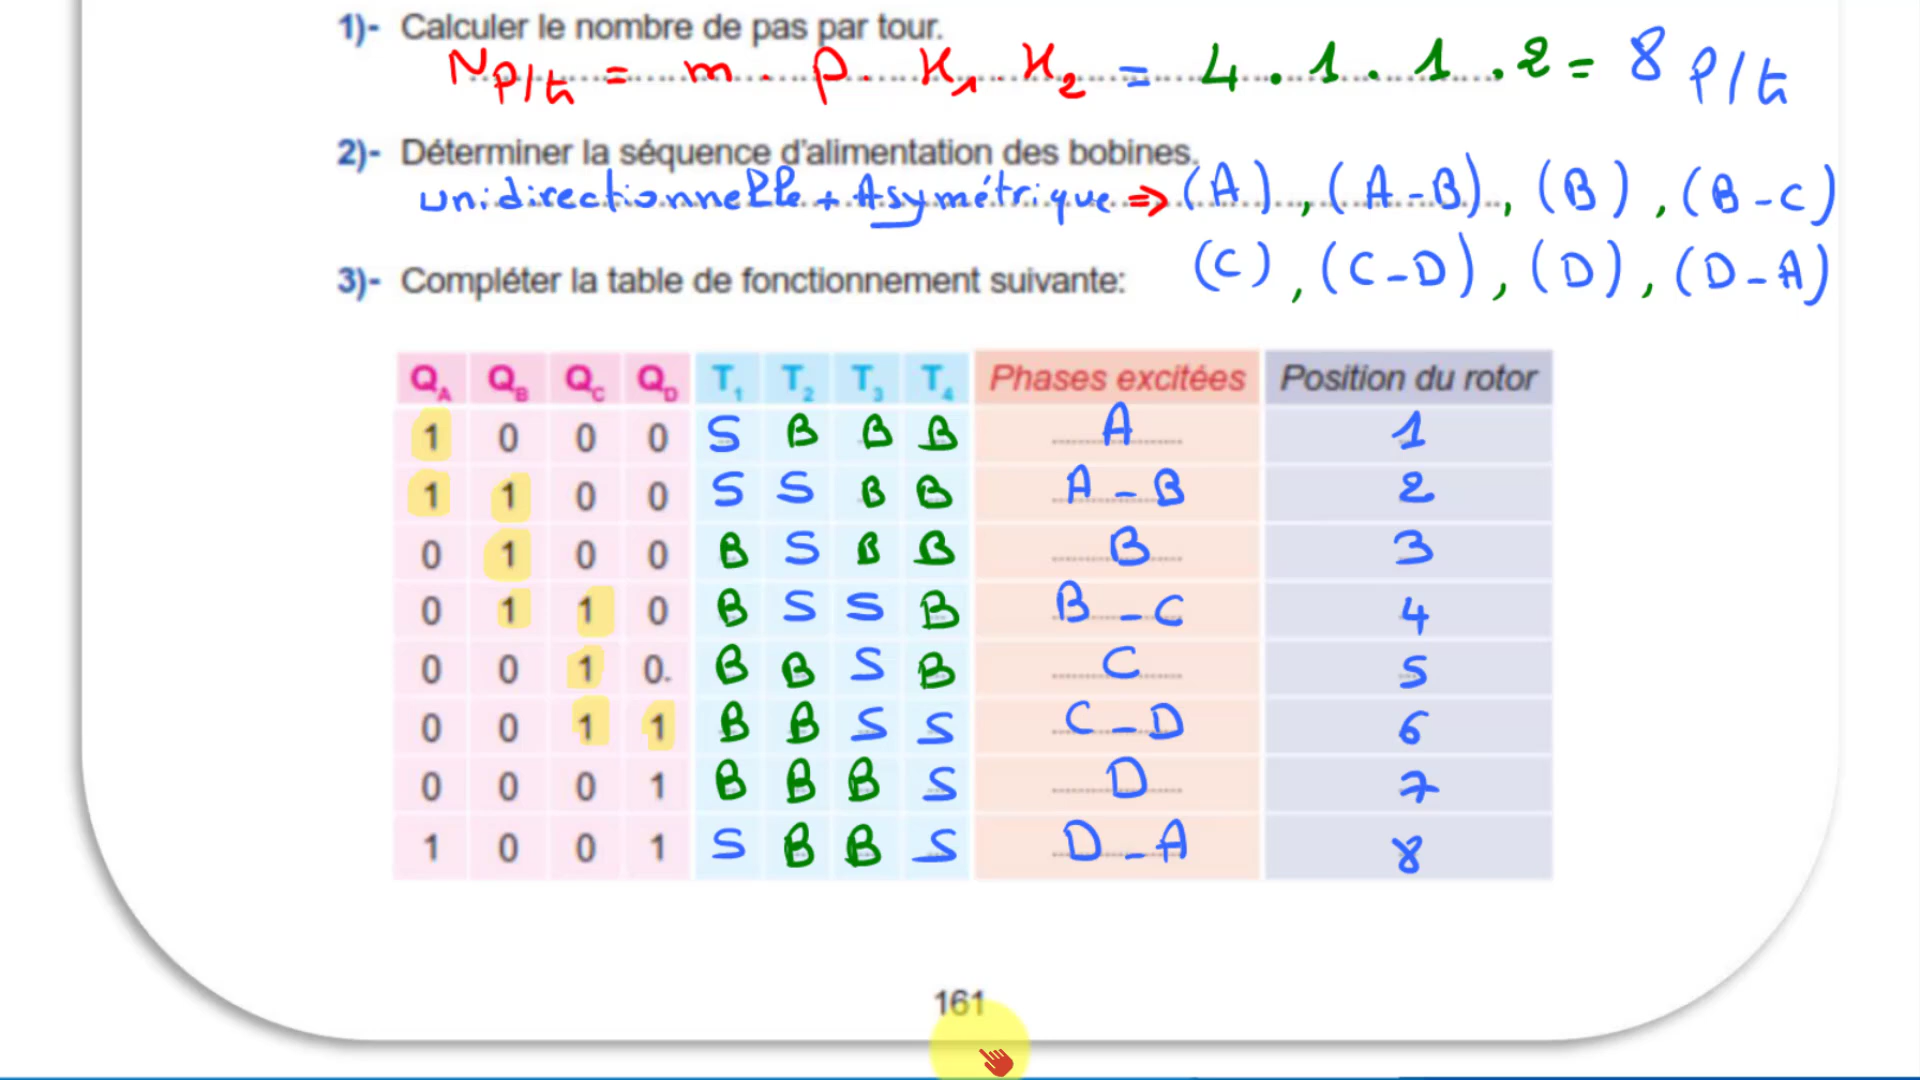 1)- Calculer le nombre de pas par tour.
N P/tr = m . p . K1 . K2 = 4 . 1 . 1 . 2 = 8 P/tr
2)- Déterminer la séquence d'alimentation des bobines.
unidirectionnelle + Asymétrique ⇒ (A), (A-B), (B), (B-C)
(C), (C-D), (D), (D-A)
3)- Compléter la table de fonctionnement suivante:
QA QB QC QD T1 T2 T3 T4 Phases excitées Position du rotor
1 0 0 0 S B B B A 1
1 1 0 0 S S B B A-B 2
0 1 0 0 B S B B B 3
0 1 1 0 B S S B B-C 4
0 0 1 0. B B S B C 5
0 0 1 1 B B S S C-D 6
0 0 0 1 B B B S D 7
1 0 0 1 S B B S D-A 8
161